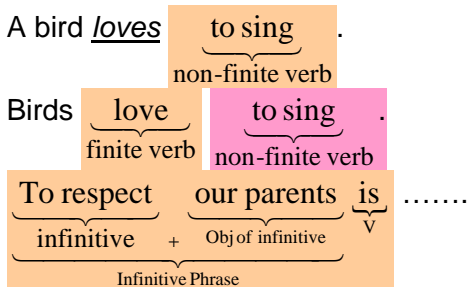 A bird loves to sing .
non-finite verb
Birds love to sing .
finite verb non-finite verb
To respect our parents is .......
infinitive + Obj of infinitive V
Infinitive Phrase